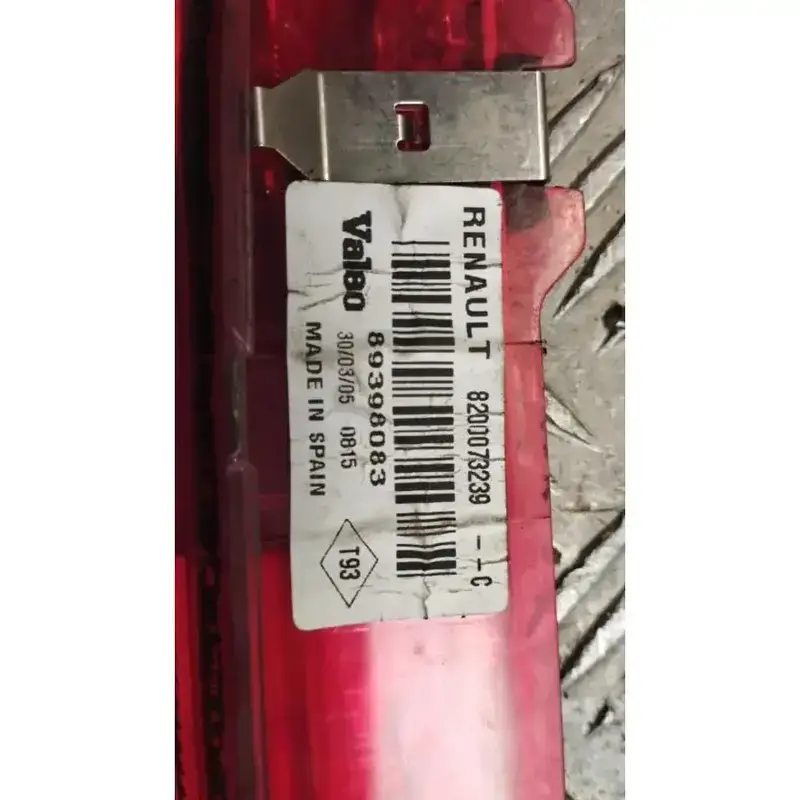 RENAULT 8200073239 --C
89398083
Valeo 30/03/05 0815
MADE IN SPAIN
T93